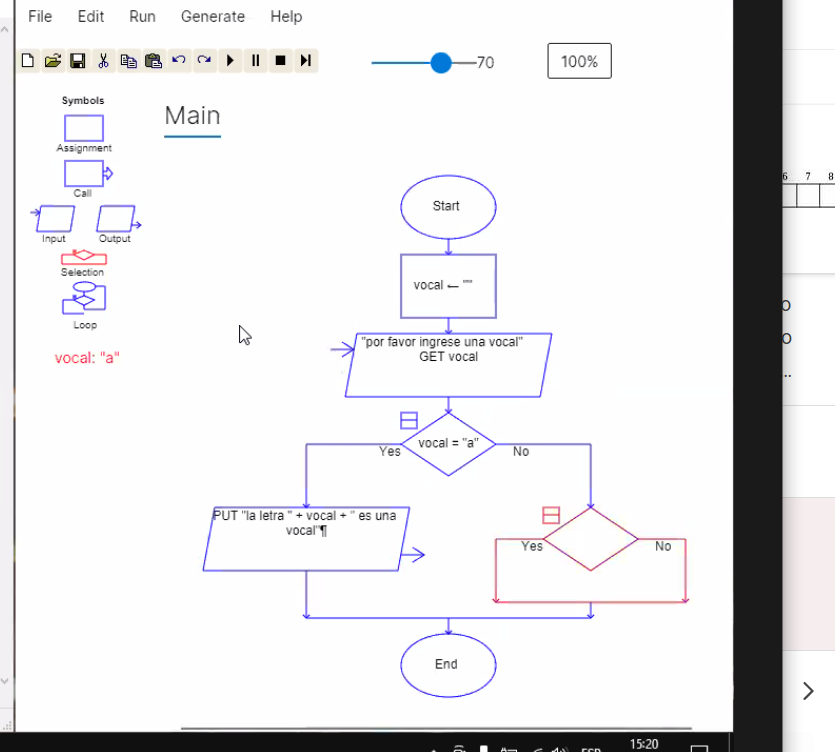 File Edit Run Generate Help
70
100%
Symbols
Assignment
Call
Input Output
Selection
Loop
vocal: "a"
Main
Start
vocal ← ""
"por favor ingrese una vocal"
GET vocal
vocal = "a"
Yes
No
PUT "la letra " + vocal + " es una
vocal"¶
Yes
No
End
6 7 8
o
o
...
ESP
15:20